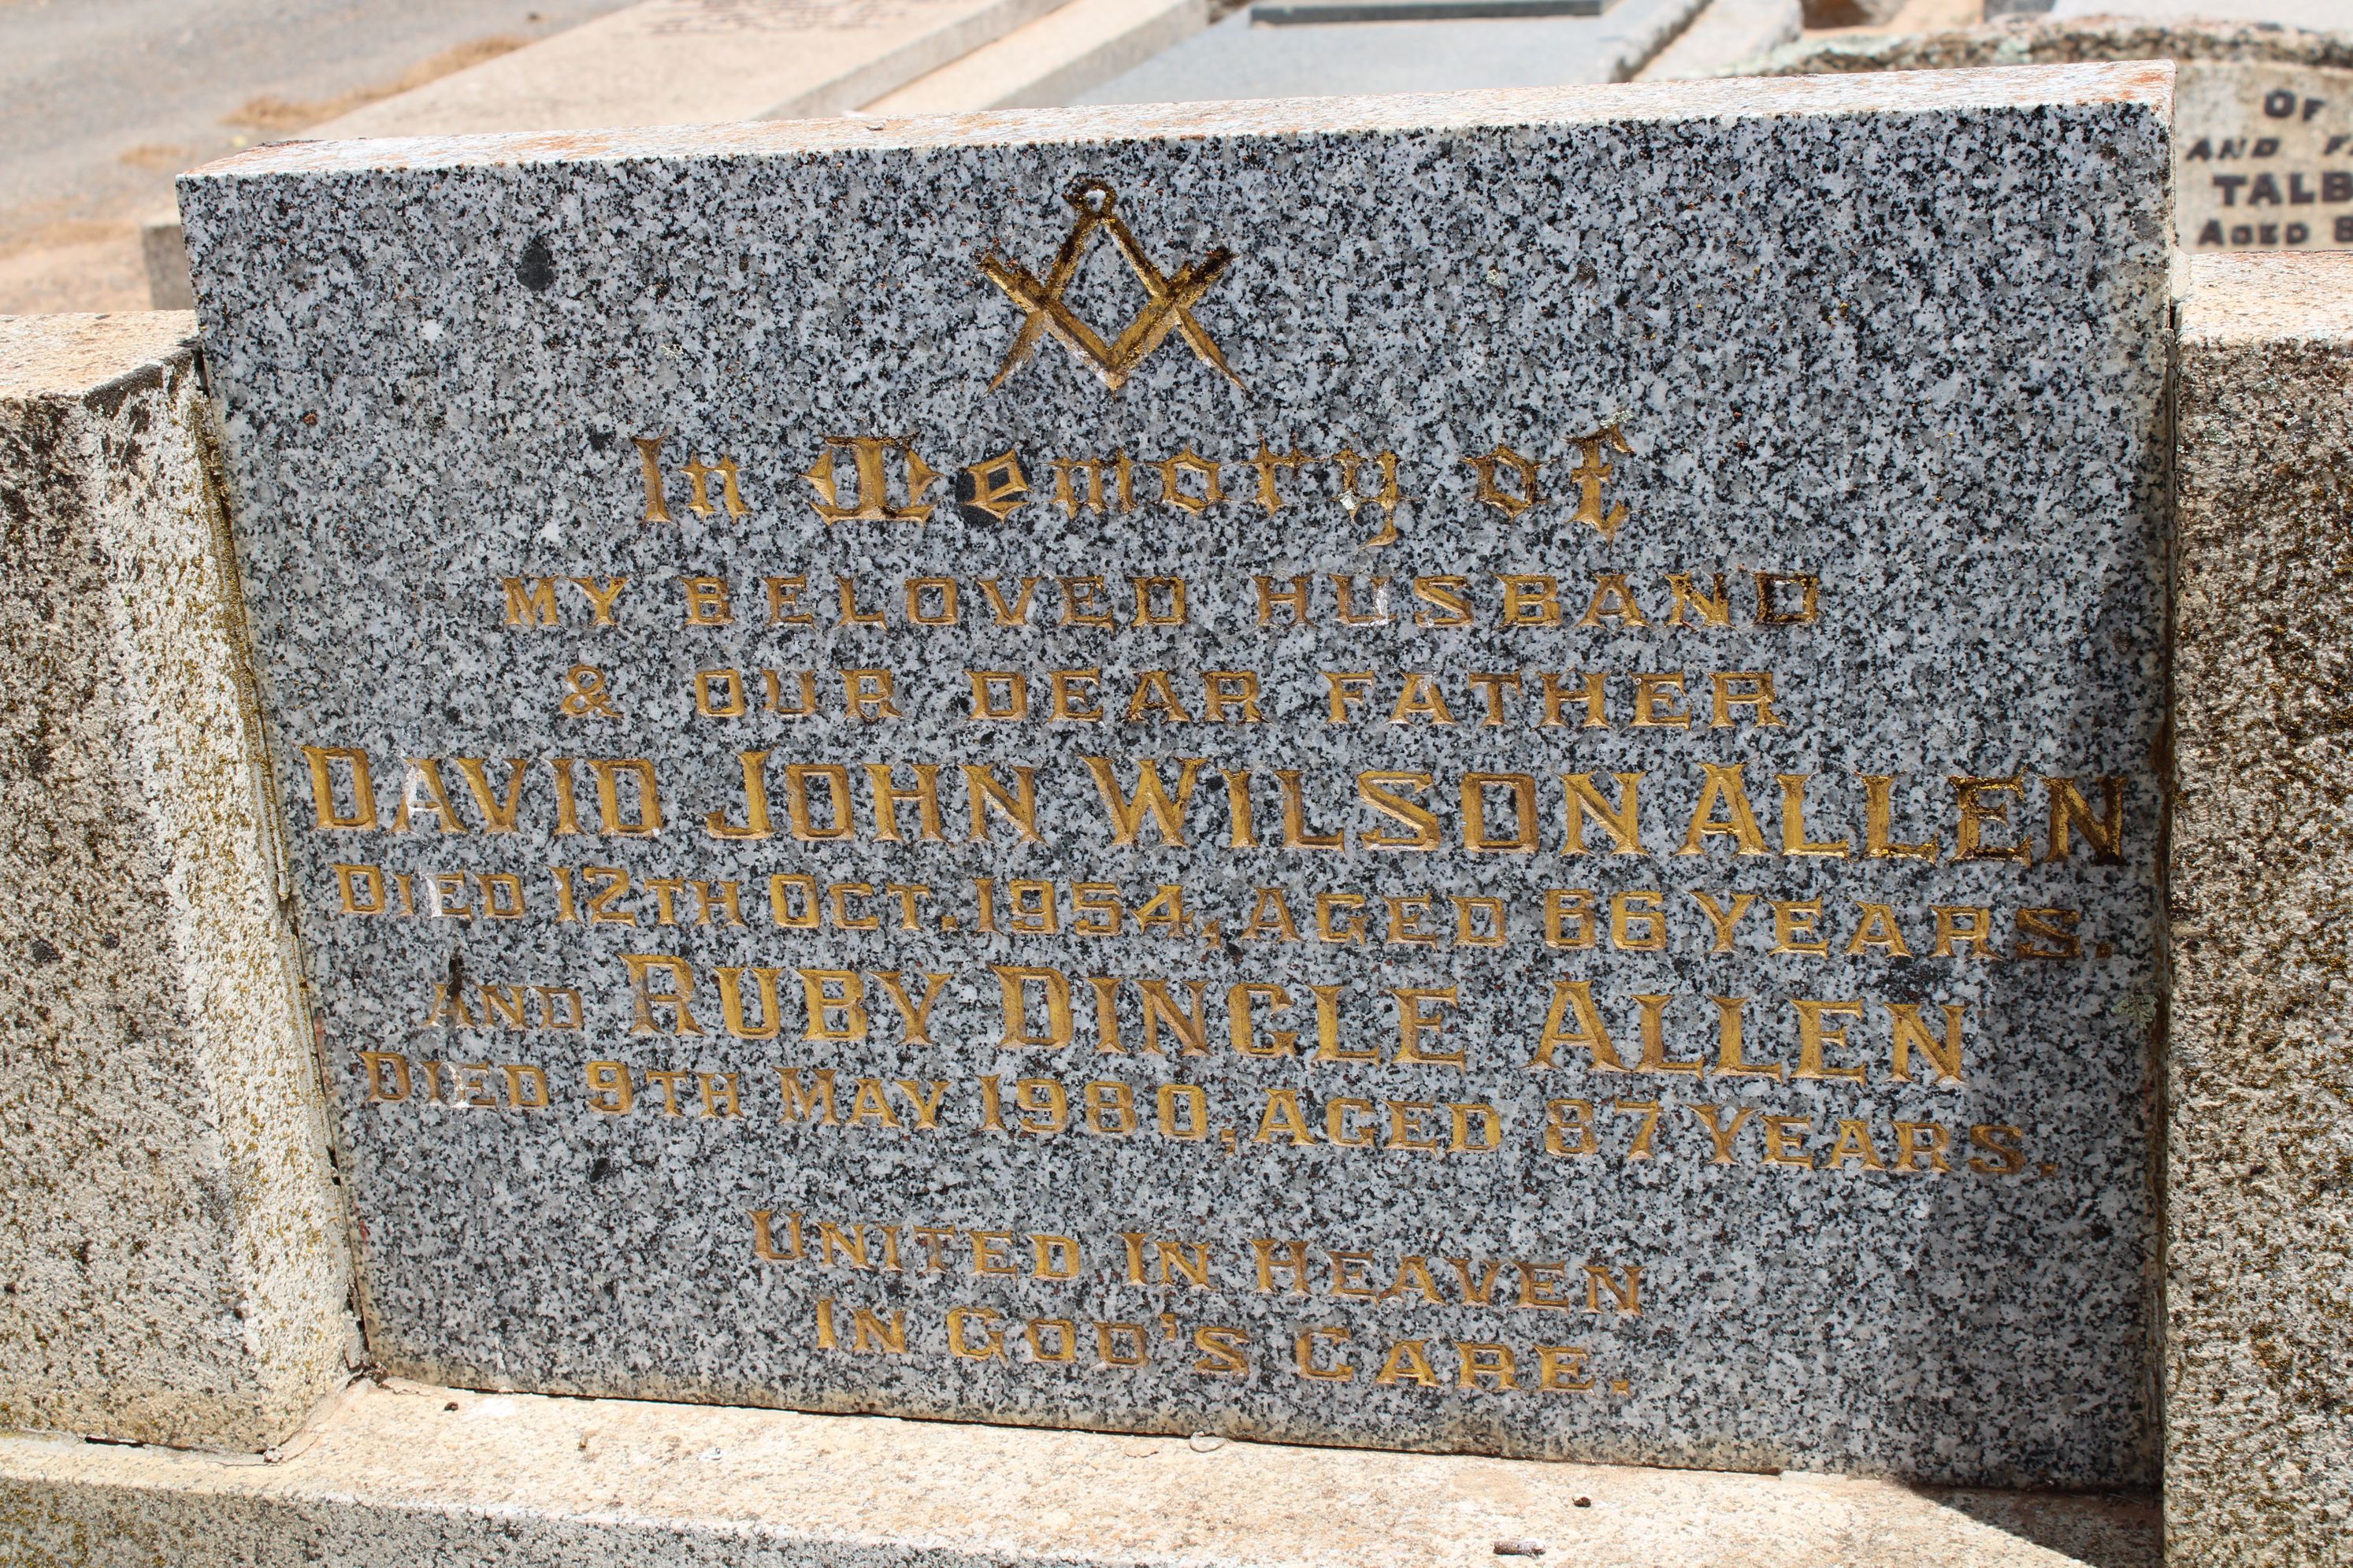 In Memory of
MY BELOVED HUSBAND
& OUR DEAR FATHER
DAVID JOHN WILSON ALLEN
DIED 12TH OCT. 1954, AGED 66 YEARS.
AND RUBY DINGLE ALLEN
DIED 9TH MAY 1980, AGED 87 YEARS.
UNITED IN HEAVEN
IN GOD'S CARE.
OF
AND
AGED